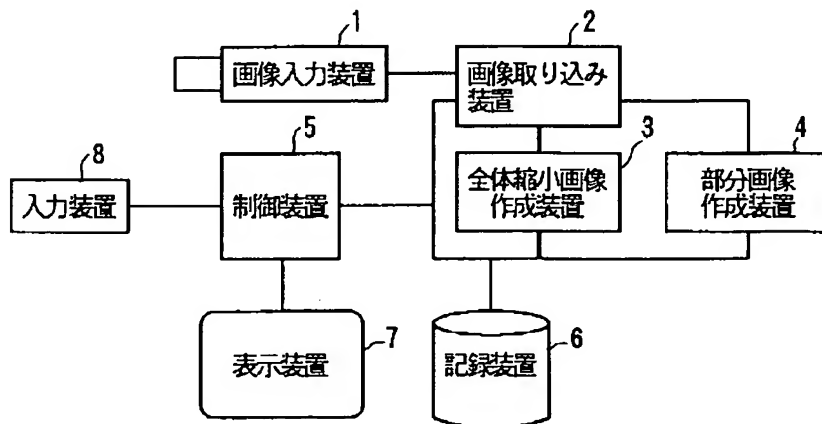 1
画像入力装置
2
画像取り込み
装置
3
全体縮小画像
作成装置
4
部分画像
作成装置
5
制御装置
8
入力装置
7
表示装置
6
記録装置